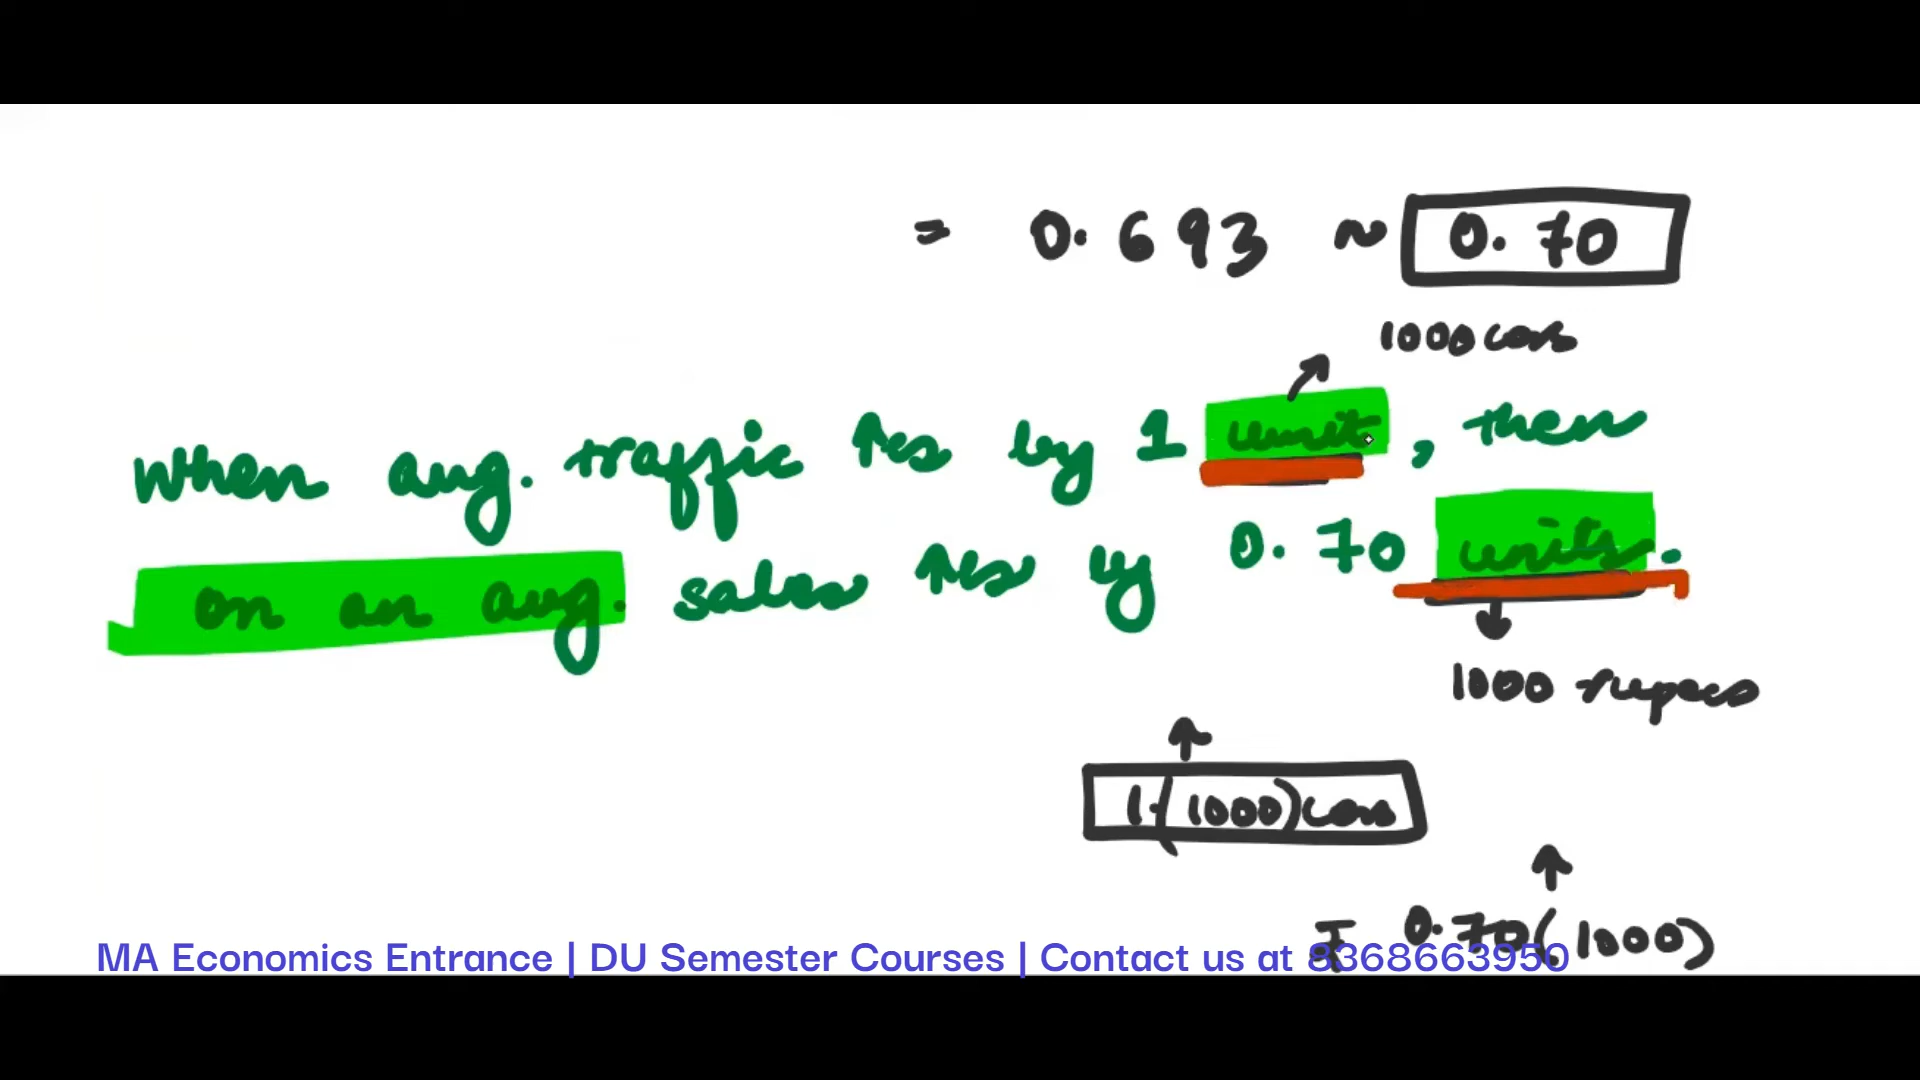 = 0.693 ~ 0.70
1000 cars
When avg. traffic ↑es by 1 unit, then
on an avg. sales ↑es by 0.70 units.
1000 rupees
1.(1000) cars
₹ 0.70(1000)
MA Economics Entrance | DU Semester Courses | Contact us at 8368663950